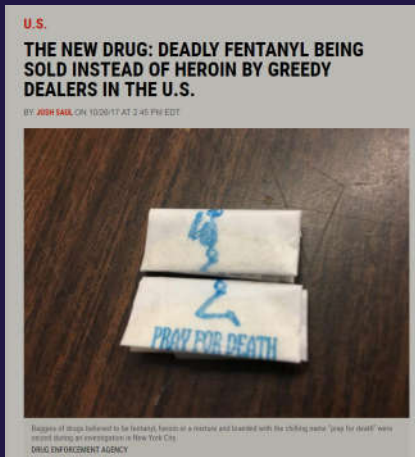 U.S.
THE NEW DRUG: DEADLY FENTANYL BEING
SOLD INSTEAD OF HEROIN BY GREEDY
DEALERS IN THE U.S.
BY JOSH SAUL ON 10/26/17 AT 2:45 PM EDT
PRAY FOR DEATH
Baggies of drugs believed to be fentanyl, heroin or a mixture and branded with the chilling name "pray for death" were
seized during an investigation in New York City.
DRUG ENFORCEMENT AGENCY